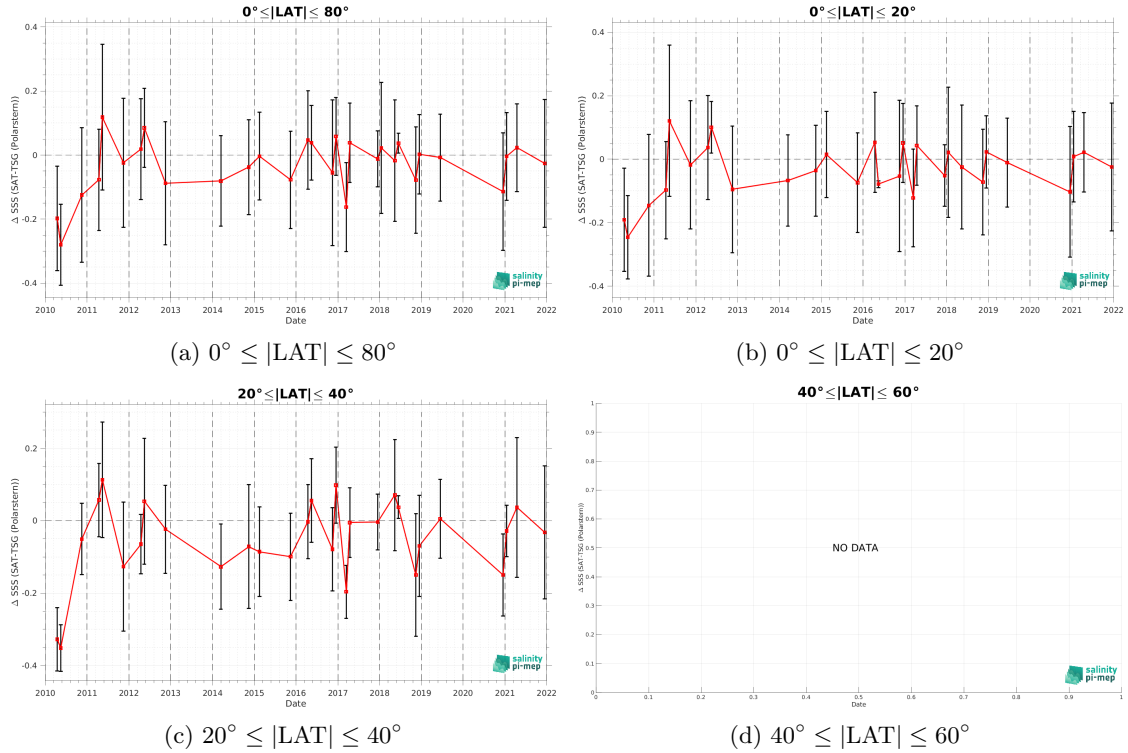 0°≤|LAT|≤ 80°
Δ SSS (SAT-TSG (Polarstern))
0.4
0.2
0
-0.2
-0.4
2010 2011 2012 2013 2014 2015 2016 2017 2018 2019 2020 2021 2022
Date
salinity
pi-mep
(a) 0° ≤ |LAT| ≤ 80°
0°≤|LAT|≤ 20°
Δ SSS (SAT-TSG (Polarstern))
0.4
0.2
0
-0.2
-0.4
2010 2011 2012 2013 2014 2015 2016 2017 2018 2019 2020 2021 2022
Date
salinity
pi-mep
(b) 0° ≤ |LAT| ≤ 20°
20°≤|LAT|≤ 40°
Δ SSS (SAT-TSG (Polarstern))
0.2
0
-0.2
-0.4
2010 2011 2012 2013 2014 2015 2016 2017 2018 2019 2020 2021 2022
Date
salinity
pi-mep
(c) 20° ≤ |LAT| ≤ 40°
40°≤|LAT|≤ 60°
Δ SSS (SAT-TSG (Polarstern))
1
0.9
0.8
0.7
0.6
0.5
0.4
0.3
0.2
0.1
0
NO DATA
0 0.1 0.2 0.3 0.4 0.5 0.6 0.7 0.8 0.9 1
Date
salinity
pi-mep
(d) 40° ≤ |LAT| ≤ 60°